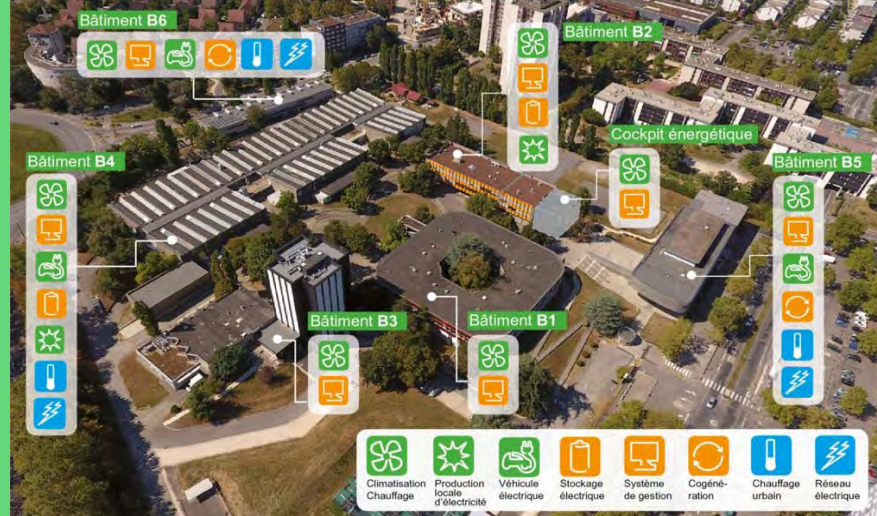 Bâtiment B6
Bâtiment B2
Cockpit énergétique
Bâtiment B4
Bâtiment B5
Bâtiment B3
Bâtiment B1
Climatisation
Chauffage
Production
locale
d'électricité
Véhicule
électrique
Stockage
électrique
Système
de gestion
Cogéné-
ration
Chauffage
urbain
Réseau
électrique